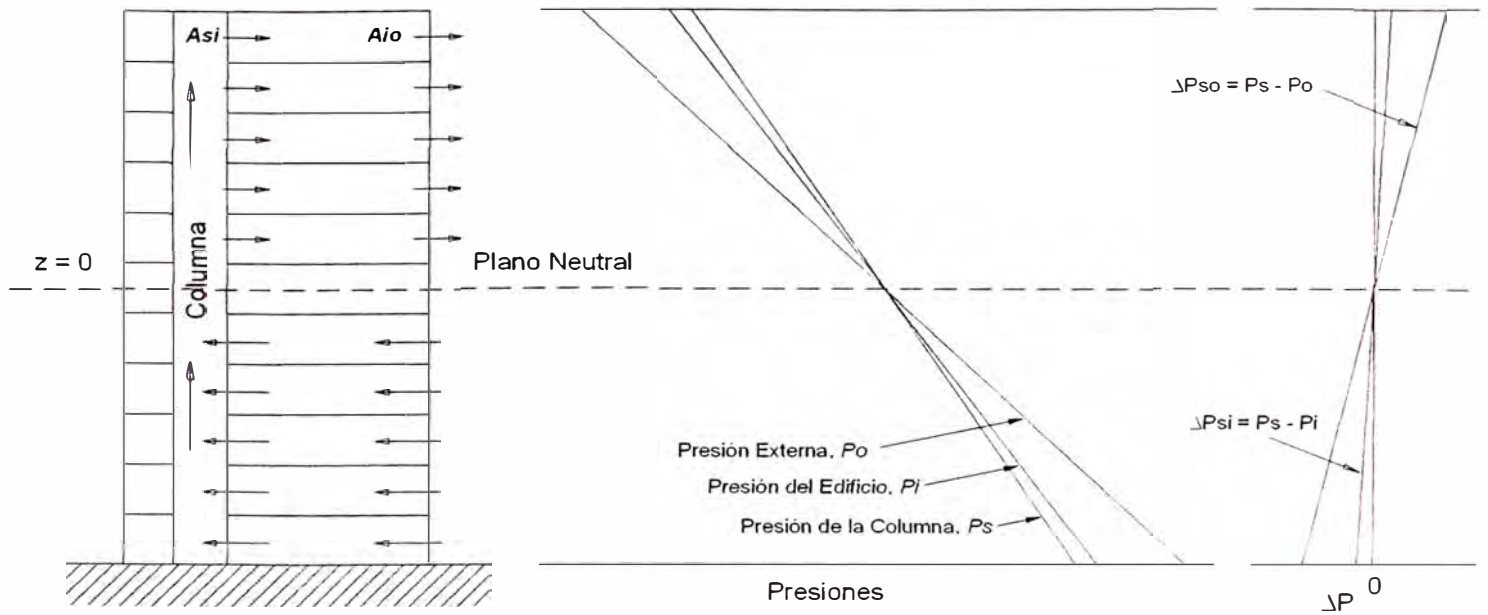 Asi
Aio
Columna
z = 0
Plano Neutral
Presión Externa, Po
Presión del Edificio, Pi
Presión de la Columna, Ps
Presiones
⊿Pso = Ps - Po
⊿Psi = Ps - Pi
⊿P
0